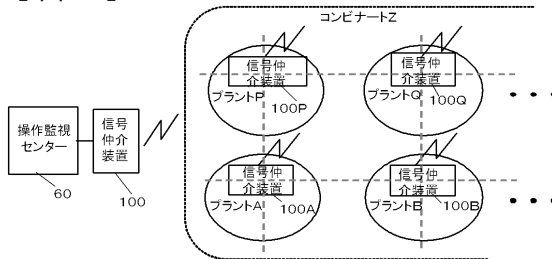 コンビナートZ
信号仲
介装置
プラントP
100P
信号仲
介装置
プラントQ
100Q
操作監視
センター
60
信号
仲介
装置
100
信号仲
介装置
プラントA
100A
信号仲
介装置
プラントB
100B